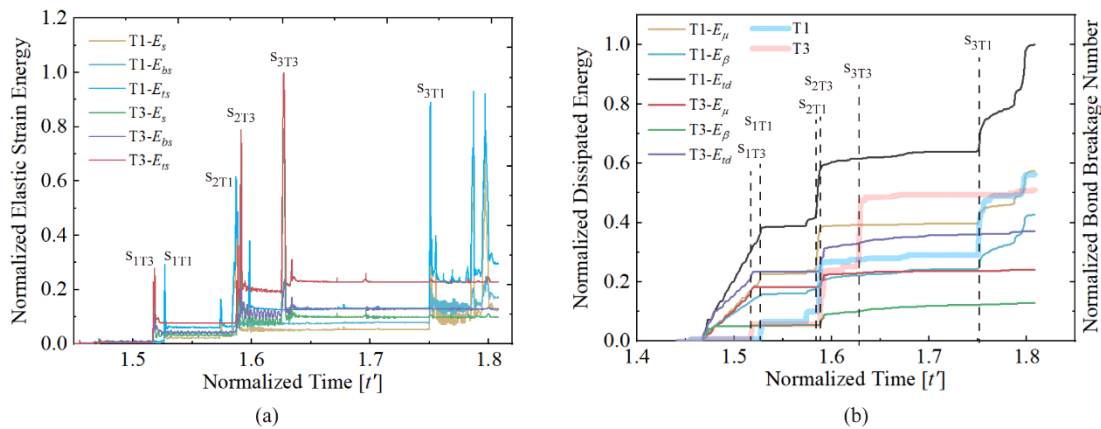 Normalized Elastic Strain Energy
1.2
1.0
0.8
0.6
0.4
0.2
0.0
T1-Es
T1-Ebs
T1-Ets
T3-Es
T3-Ebs
T3-Ets
S1T3
S1T1
S2T1
S2T3
S3T3
S3T1
1.5
1.6
1.7
1.8
Normalized Time [t′]
(a)
Normalized Dissipated Energy
1.0
0.8
0.6
0.4
0.2
0.0
T1-Eμ
T1-Eβ
T1-Etd
T3-Eμ
T3-Eβ
T3-Etd
T1
T3
S1T3
S1T1
S2T1
S2T3
S3T3
S3T1
1.4
1.5
1.6
1.7
1.8
Normalized Time [t′]
Normalized Bond Breakage Number
(b)